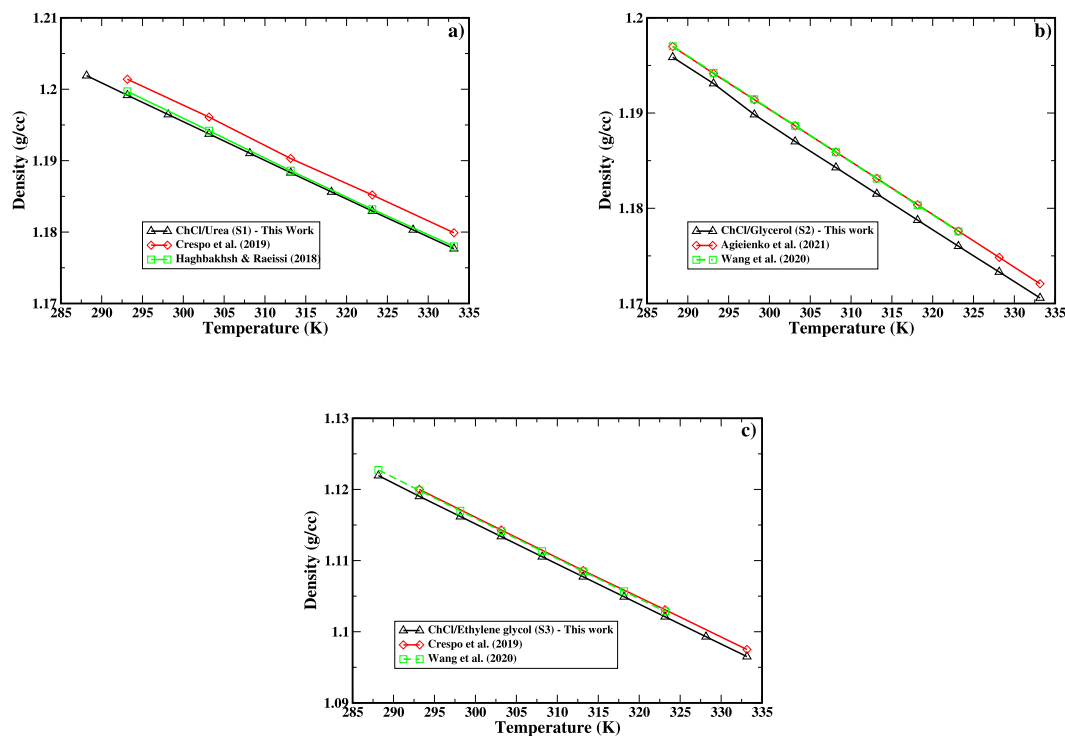 a)
1.21
1.2
1.19
1.18
1.17
Density (g/cc)
ChCl/Urea (S1) - This Work
Crespo et al. (2019)
Haghbakhsh & Raeissi (2018)
285 290 295 300 305 310 315 320 325 330 335
Temperature (K)
b)
1.2
1.19
1.18
1.17
Density (g/cc)
ChCl/Glycerol (S2) - This work
Agieienko et al. (2021)
Wang et al. (2020)
285 290 295 300 305 310 315 320 325 330 335
Temperature (K)
c)
1.13
1.12
1.11
1.1
1.09
Density (g/cc)
ChCl/Ethylene glycol (S3) - This work
Crespo et al. (2019)
Wang et al. (2020)
285 290 295 300 305 310 315 320 325 330 335
Temperature (K)